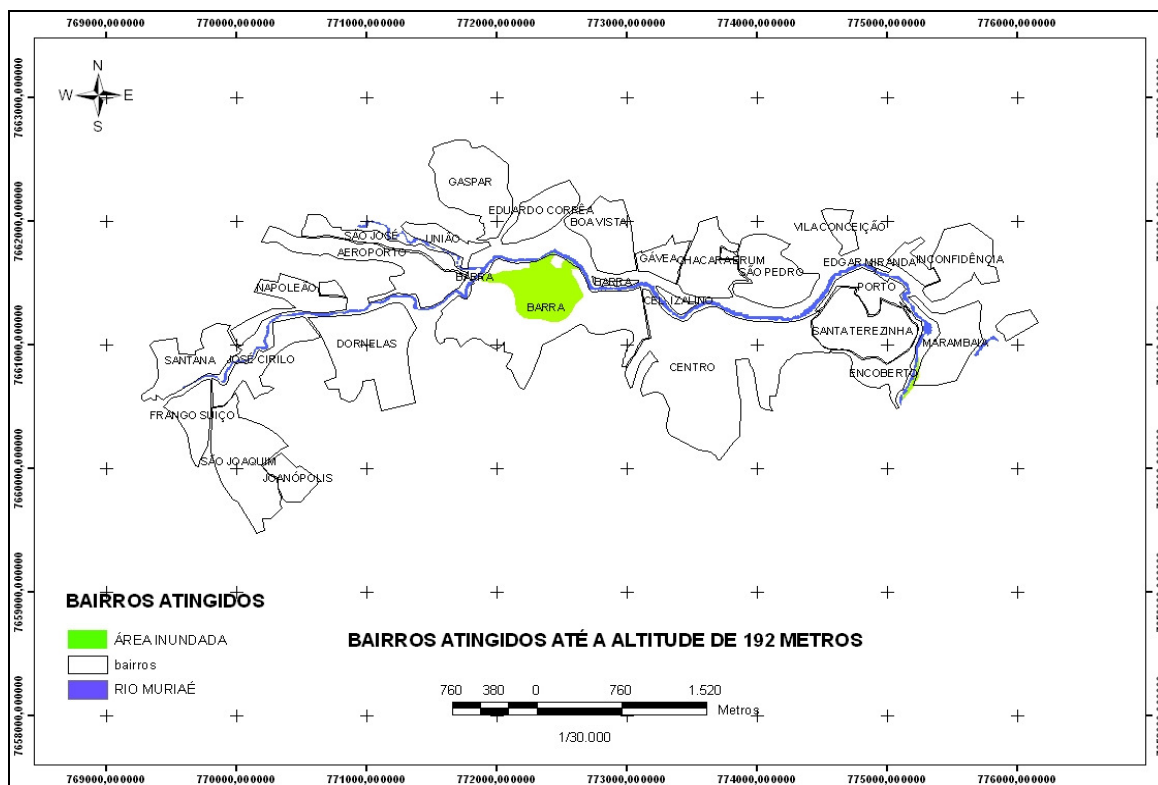 769000,000000 770000,000000 771000,000000 772000,000000 773000,000000 774000,000000 775000,000000 776000,000000
N
W E
S
7663000,000000
GASPAR
7662000,000000
EDUARDO CORRÊA
BOA VISTA
VILA CONCEIÇÃO
SÃO JOSÉ
UNIÃO
AEROPORTO
GÁVEA
CHACARA
ERUM
SÃO PEDRO
EDGAR MIRANDA
INCONFIDÊNCIA
BARRA
BARRA
NAPOLEÃO
PORTO
CEL. IZALINO
BARRA
7661000,000000
SANTANA
JOSÉ CIRILO
DORNELAS
SANTA TEREZINHA
MARAMBAIA
CENTRO
ENCOBERTO
FRANGO SUIÇO
7660000,000000
SÃO JOAQUIM
JOANÓPOLIS
7659000,000000
BAIRROS ATINGIDOS
ÁREA INUNDADA
bairros
RIO MURIAÉ
BAIRROS ATINGIDOS ATÉ A ALTITUDE DE 192 METROS
760 380 0 760 1.520
Metros
1/30.000
7658000,000000
769000,000000 770000,000000 771000,000000 772000,000000 773000,000000 774000,000000 775000,000000 776000,000000